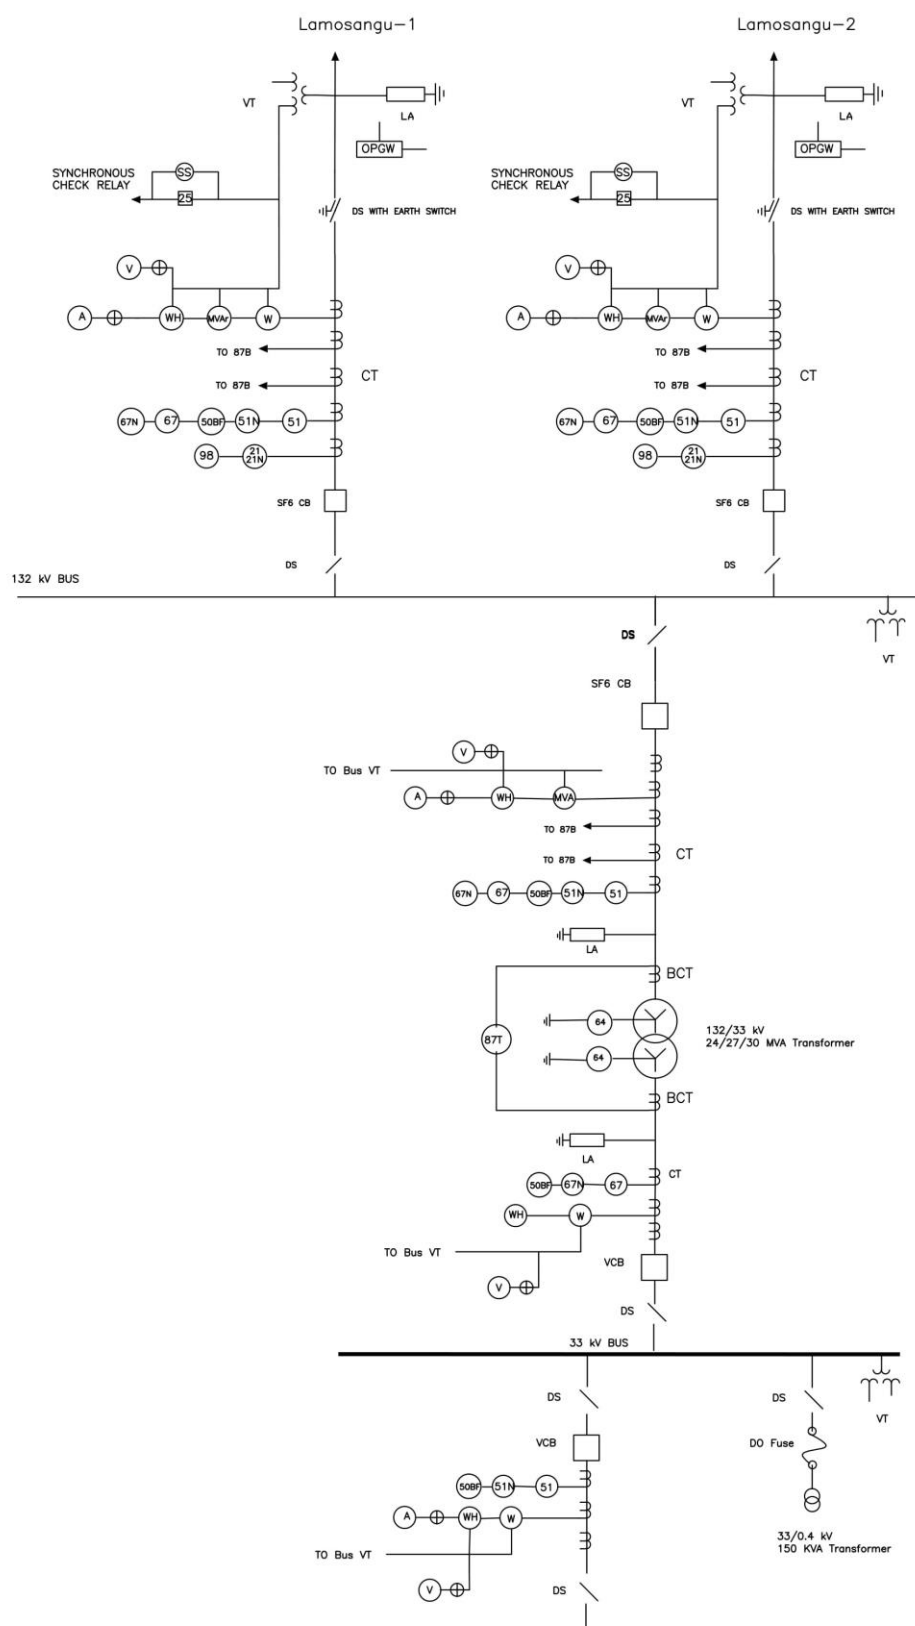 Lamosangu-1
Lamosangu-2
VT
LA
OPGW
VT
LA
OPGW
SYNCHRONOUS
CHECK RELAY
SS
25
DS WITH EARTH SWITCH
SYNCHRONOUS
CHECK RELAY
SS
25
DS WITH EARTH SWITCH
V
A
WH
MVAr
W
TO 87B
TO 87B
CT
67N
67
50BF
51N
51
98
21
21N
SF6 CB
DS
V
A
WH
MVAr
W
TO 87B
TO 87B
CT
67N
67
50BF
51N
51
98
21
21N
SF6 CB
DS
132 kV BUS
VT
DS
SF6 CB
V
TO Bus VT
A
WH
MVA
TO 87B
TO 87B
CT
67N
67
50BF
51N
51
LA
BCT
87T
64
64
132/33 kV
24/27/30 MVA Transformer
BCT
LA
CT
50BF
67N
67
WH
W
TO Bus VT
V
VCB
DS
33 kV BUS
VT
DS
VCB
50BF
51N
51
A
WH
W
TO Bus VT
V
DS
DS
DO Fuse
33/0.4 kV
150 KVA Transformer